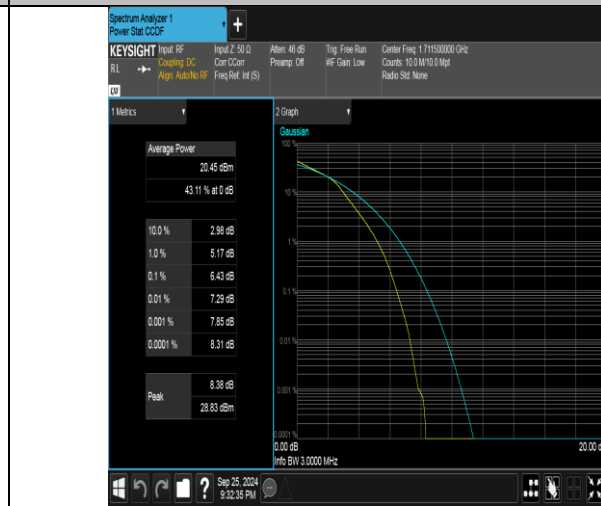 Spectrum Analyzer 1
Power Stat CCDF
+
KEYSIGHT Input: RF Input Z: 50 Ω Atten: 46 dB Trig: Free Run Center Freq: 1.711500000 GHz
RL Coupling: DC Corr CCorr Preamp: Off #IF Gain: Low Counts: 10.0 M/10.0 Mpt
Align: Auto/No RF Freq Ref: Int (S) Radio Std: None
1 Metrics
2 Graph
Gaussian
Average Power
20.45 dBm
43.11 % at 0 dB
10.0 % 2.98 dB
1.0 % 5.17 dB
0.1 % 6.43 dB
0.01 % 7.29 dB
0.001 % 7.85 dB
0.0001 % 8.31 dB
Peak 8.38 dB
28.83 dBm
100 %
10 %
1 %
0.1 %
0.01 %
0.001 %
0.0001 %
0.00 dB 20.00 d
Info BW 3.0000 MHz
?
Sep 25, 2024
9:32:35 PM